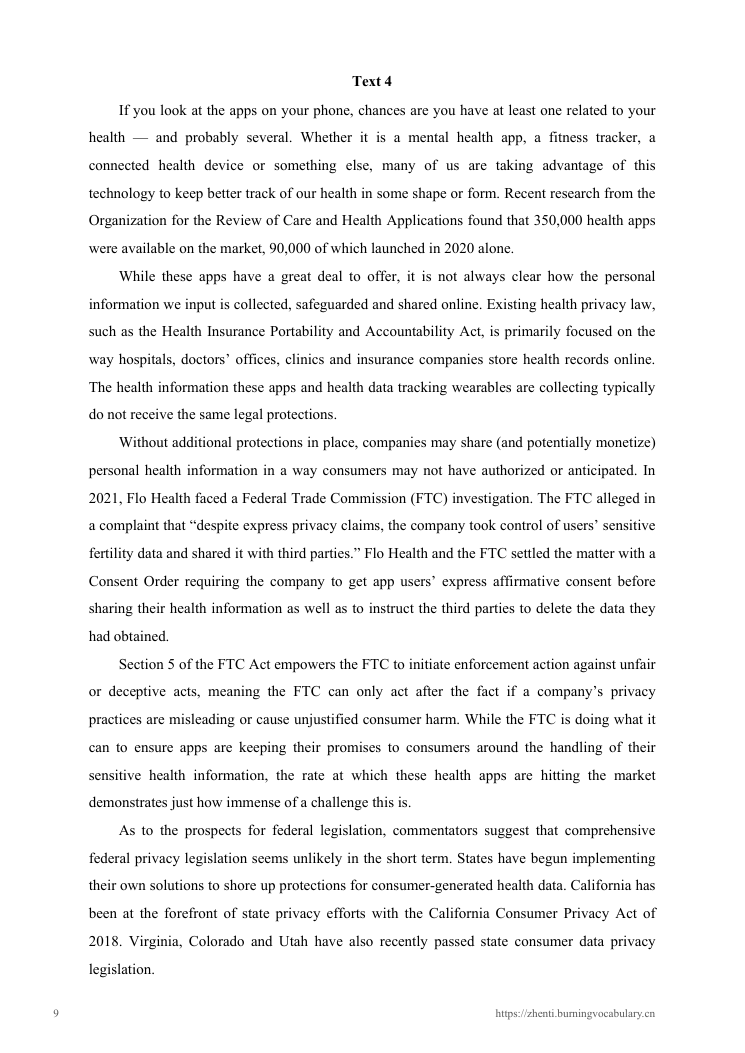 Text 4
If you look at the apps on your phone, chances are you have at least one related to your
health — and probably several. Whether it is a mental health app, a fitness tracker, a
connected health device or something else, many of us are taking advantage of this
technology to keep better track of our health in some shape or form. Recent research from the
Organization for the Review of Care and Health Applications found that 350,000 health apps
were available on the market, 90,000 of which launched in 2020 alone.
While these apps have a great deal to offer, it is not always clear how the personal
information we input is collected, safeguarded and shared online. Existing health privacy law,
such as the Health Insurance Portability and Accountability Act, is primarily focused on the
way hospitals, doctors’ offices, clinics and insurance companies store health records online.
The health information these apps and health data tracking wearables are collecting typically
do not receive the same legal protections.
Without additional protections in place, companies may share (and potentially monetize)
personal health information in a way consumers may not have authorized or anticipated. In
2021, Flo Health faced a Federal Trade Commission (FTC) investigation. The FTC alleged in
a complaint that “despite express privacy claims, the company took control of users’ sensitive
fertility data and shared it with third parties.” Flo Health and the FTC settled the matter with a
Consent Order requiring the company to get app users’ express affirmative consent before
sharing their health information as well as to instruct the third parties to delete the data they
had obtained.
Section 5 of the FTC Act empowers the FTC to initiate enforcement action against unfair
or deceptive acts, meaning the FTC can only act after the fact if a company’s privacy
practices are misleading or cause unjustified consumer harm. While the FTC is doing what it
can to ensure apps are keeping their promises to consumers around the handling of their
sensitive health information, the rate at which these health apps are hitting the market
demonstrates just how immense of a challenge this is.
As to the prospects for federal legislation, commentators suggest that comprehensive
federal privacy legislation seems unlikely in the short term. States have begun implementing
their own solutions to shore up protections for consumer-generated health data. California has
been at the forefront of state privacy efforts with the California Consumer Privacy Act of
2018. Virginia, Colorado and Utah have also recently passed state consumer data privacy
legislation.
9 https://zhenti.burningvocabulary.cn